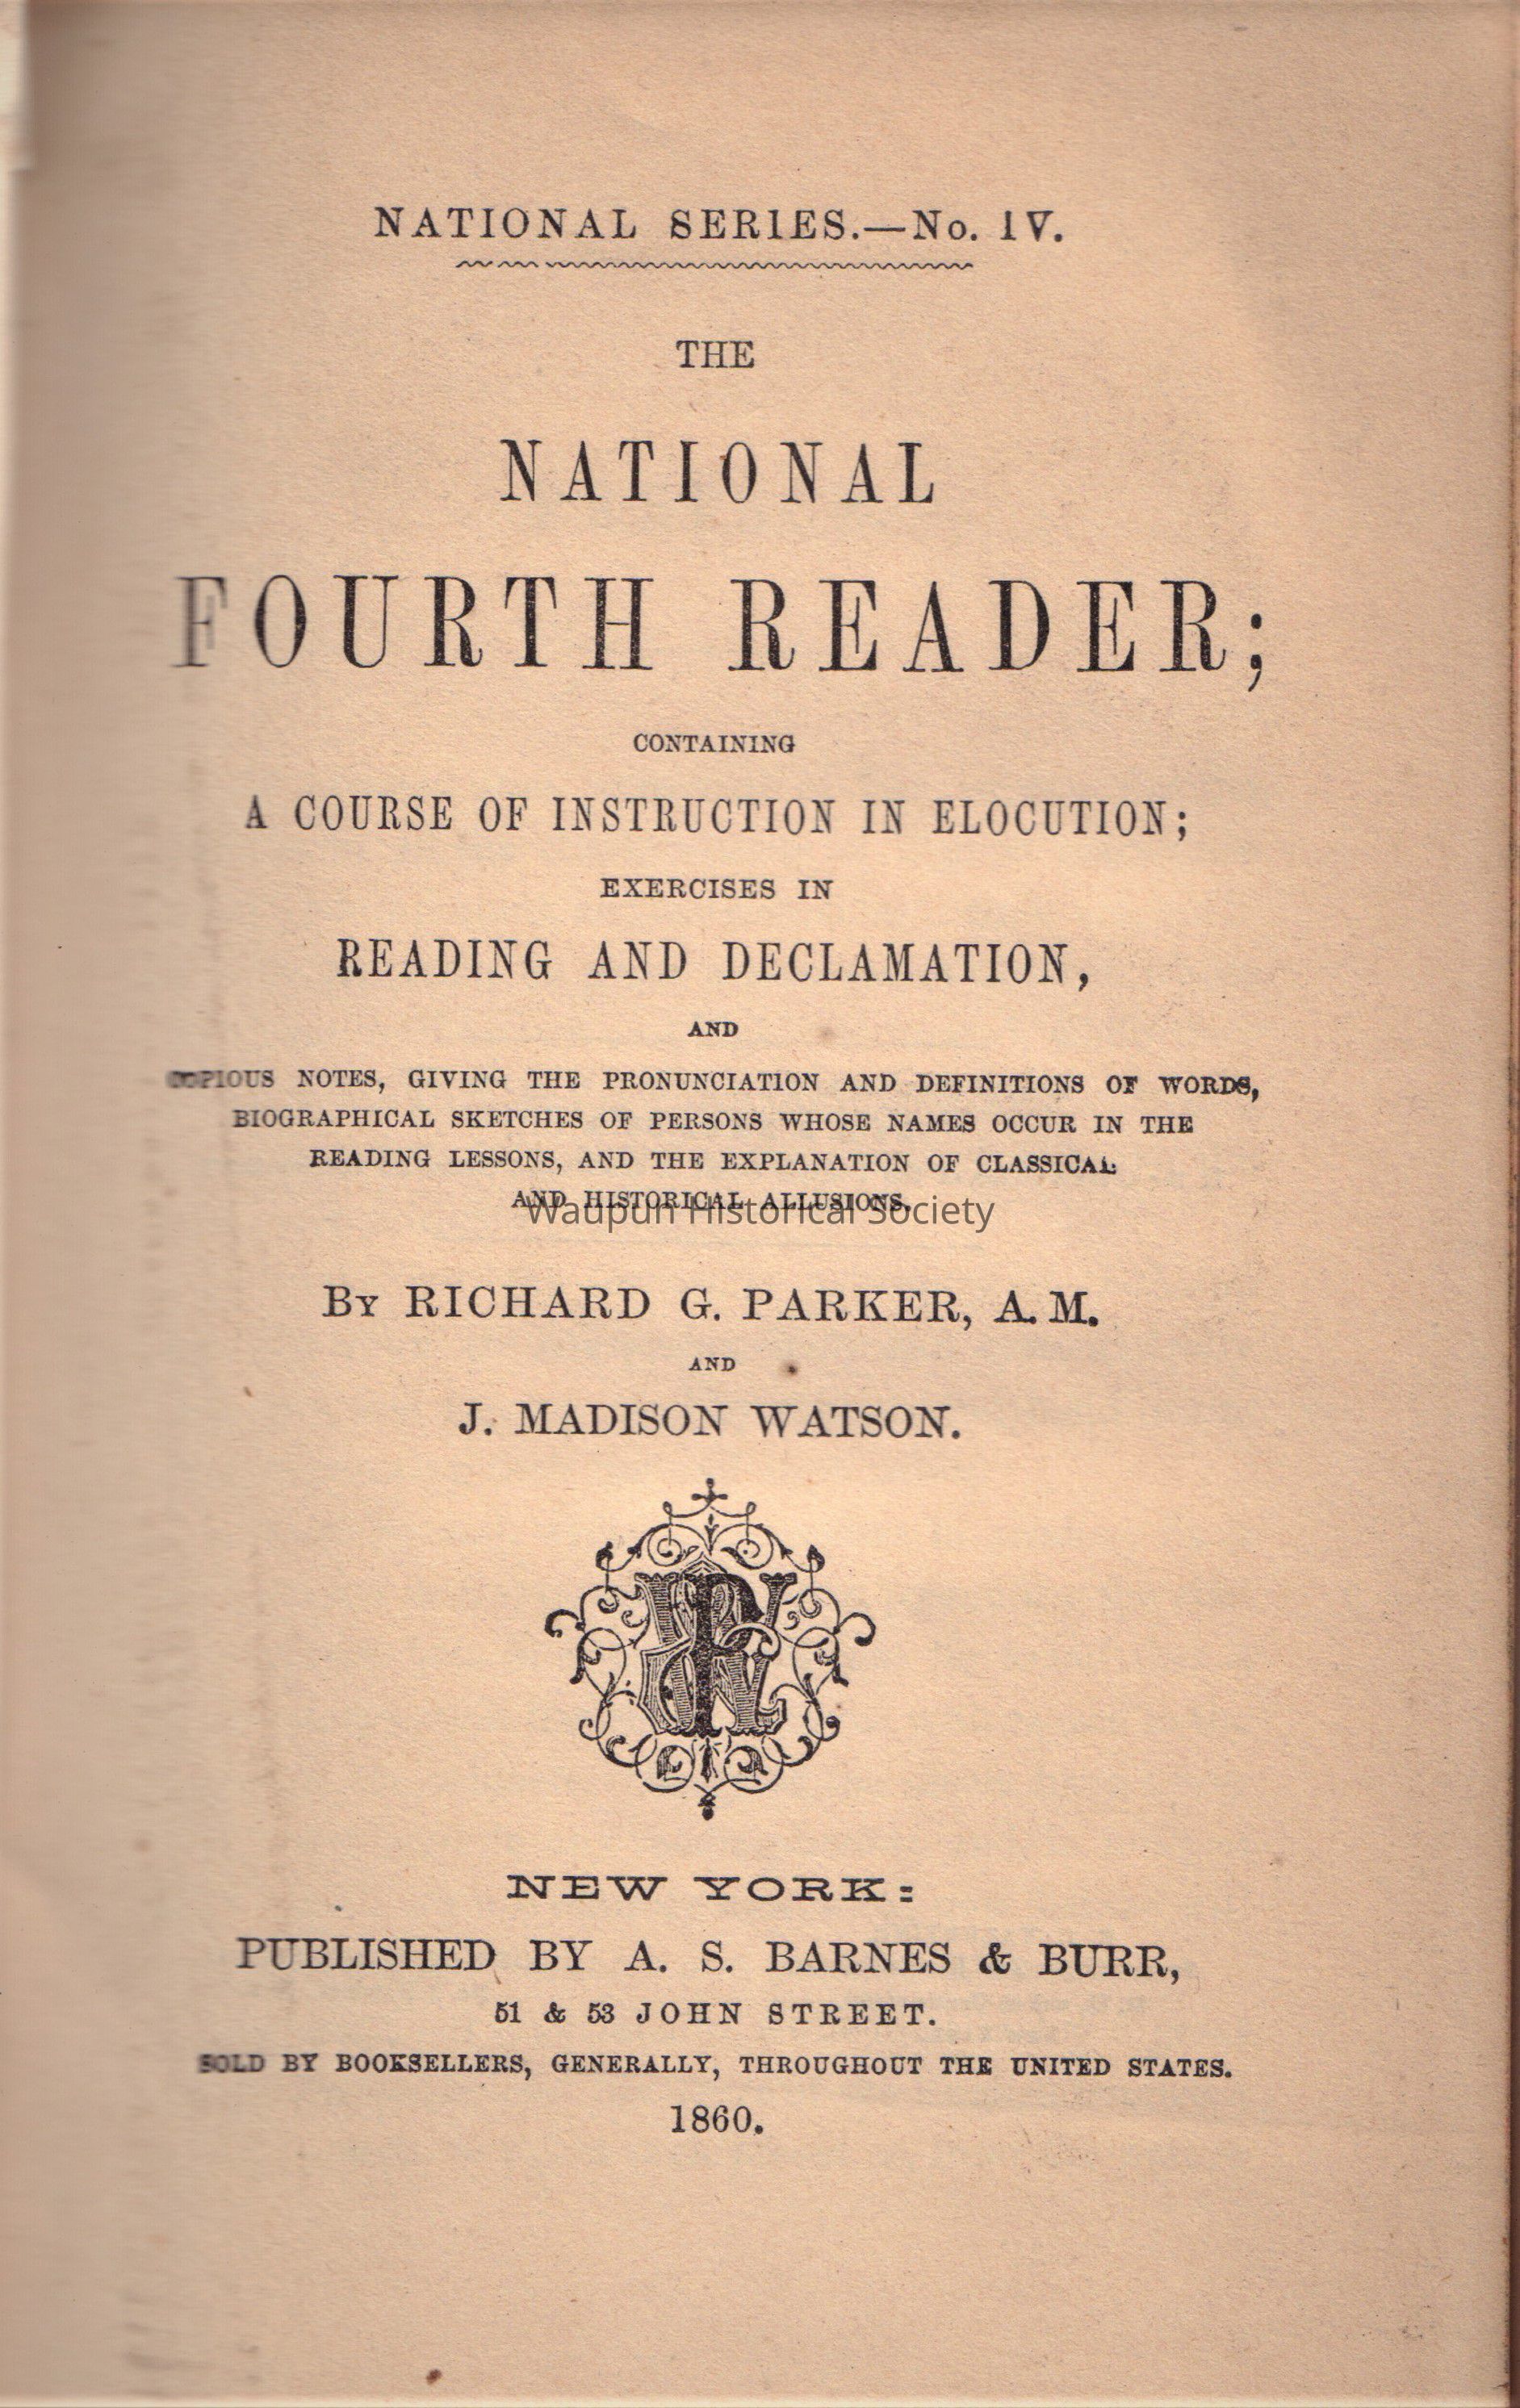 NATIONAL SERIES.—No. IV.
THE
NATIONAL
FOURTH READER;
CONTAINING
A COURSE OF INSTRUCTION IN ELOCUTION;
EXERCISES IN
READING AND DECLAMATION,
AND
COPIOUS NOTES, GIVING THE PRONUNCIATION AND DEFINITIONS OF WORDS,
BIOGRAPHICAL SKETCHES OF PERSONS WHOSE NAMES OCCUR IN THE
READING LESSONS, AND THE EXPLANATION OF CLASSICAL
AND HISTORICAL ALLUSIONS.
Waupun Historical Society
By RICHARD G. PARKER, A. M.
AND
J. MADISON WATSON.
NEW YORK:
PUBLISHED BY A. S. BARNES & BURR,
51 & 53 JOHN STREET.
SOLD BY BOOKSELLERS, GENERALLY, THROUGHOUT THE UNITED STATES.
1860.